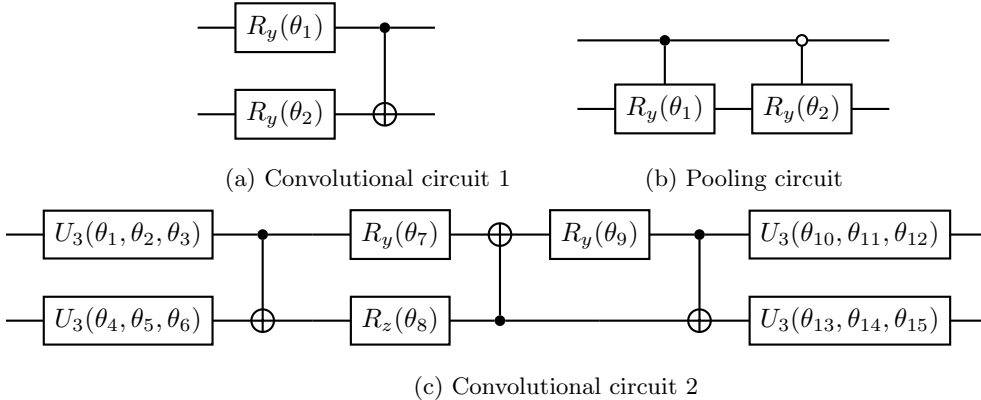 R_y(θ_1)
R_y(θ_2)
(a) Convolutional circuit 1
R_y(θ_1) R_y(θ_2)
(b) Pooling circuit
U_3(θ_1, θ_2, θ_3) R_y(θ_7) R_y(θ_9) U_3(θ_10, θ_11, θ_12)
U_3(θ_4, θ_5, θ_6) R_z(θ_8) U_3(θ_13, θ_14, θ_15)
(c) Convolutional circuit 2